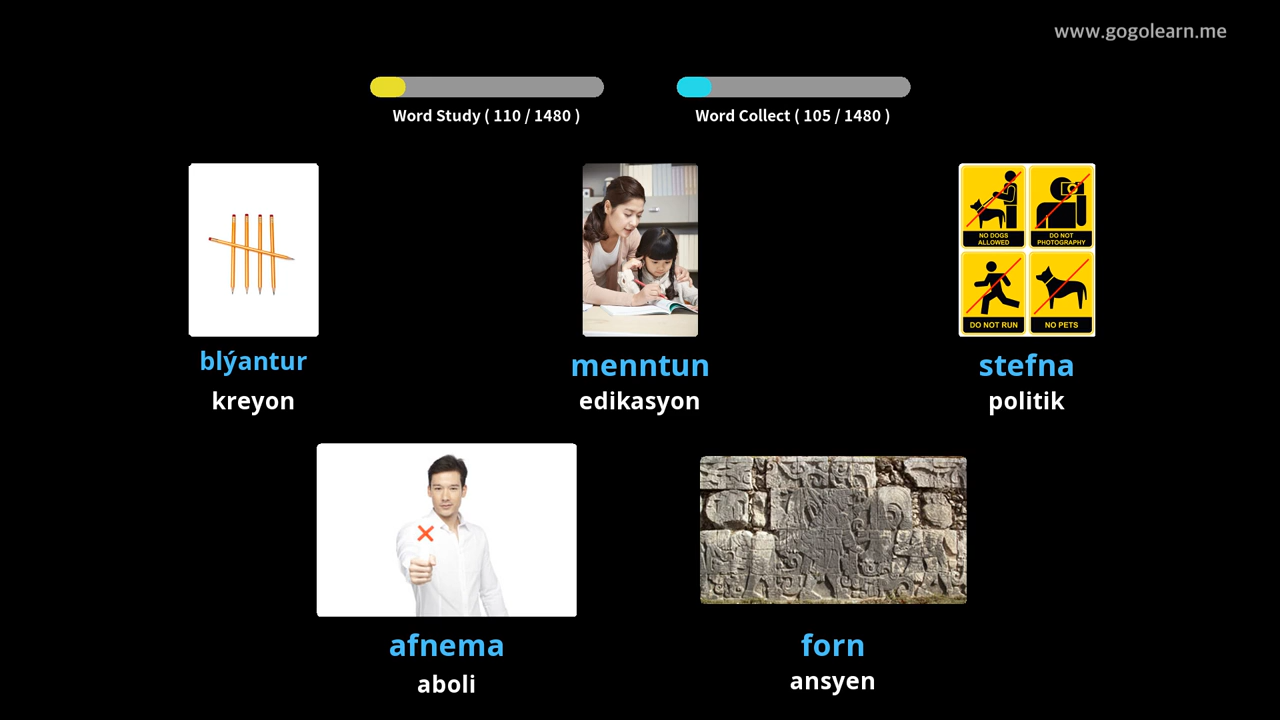 www.gogolearn.me
Word Study ( 110 / 1480 )
Word Collect ( 105 / 1480 )
NO DOGS
ALLOWED
DO NOT
PHOTOGRAPHY
DO NOT RUN
NO PETS
blýantur
menntun
stefna
kreyon
edikasyon
politik
afnema
forn
aboli
ansyen